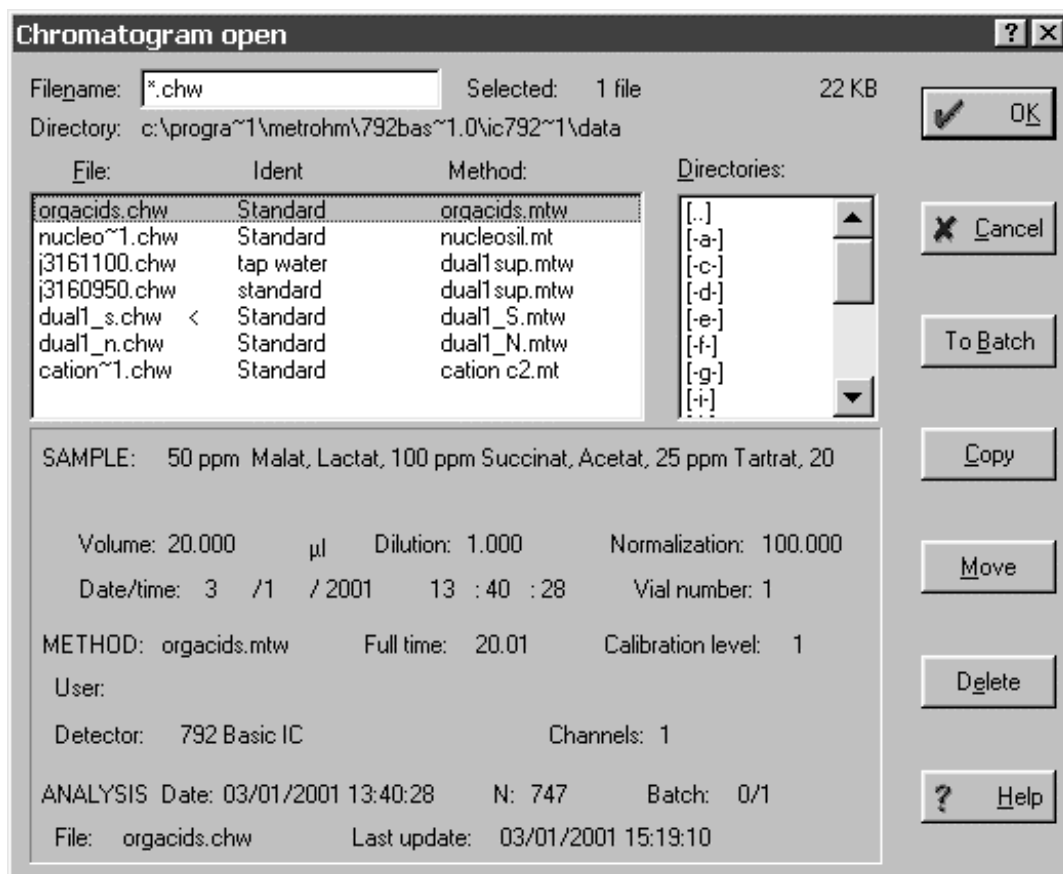 Chromatogram open
Filename: *.chw Selected: 1 file 22 KB
Directory: c:\progra~1\metrohm\792bas~1.0\ic792~1\data
File: Ident Method: Directories:
orgacids.chw Standard orgacids.mtw
nucleo~1.chw Standard nucleosil.mt
j3161100.chw tap water dual1sup.mtw
j3160950.chw standard dual1sup.mtw
dual1_s.chw < Standard dual1_S.mtw
dual1_n.chw Standard dual1_N.mtw
cation~1.chw Standard cation c2.mt
[..]
[-a-]
[-c-]
[-d-]
[-e-]
[-f-]
[-g-]
[-i-]
OK
Cancel
To Batch
Copy
Move
Delete
? Help
SAMPLE: 50 ppm Malat, Lactat, 100 ppm Succinat, Acetat, 25 ppm Tartrat, 20
Volume: 20.000 µl Dilution: 1.000 Normalization: 100.000
Date/time: 3 /1 / 2001 13 : 40 : 28 Vial number: 1
METHOD: orgacids.mtw Full time: 20.01 Calibration level: 1
User:
Detector: 792 Basic IC Channels: 1
ANALYSIS Date: 03/01/2001 13:40:28 N: 747 Batch: 0/1
File: orgacids.chw Last update: 03/01/2001 15:19:10